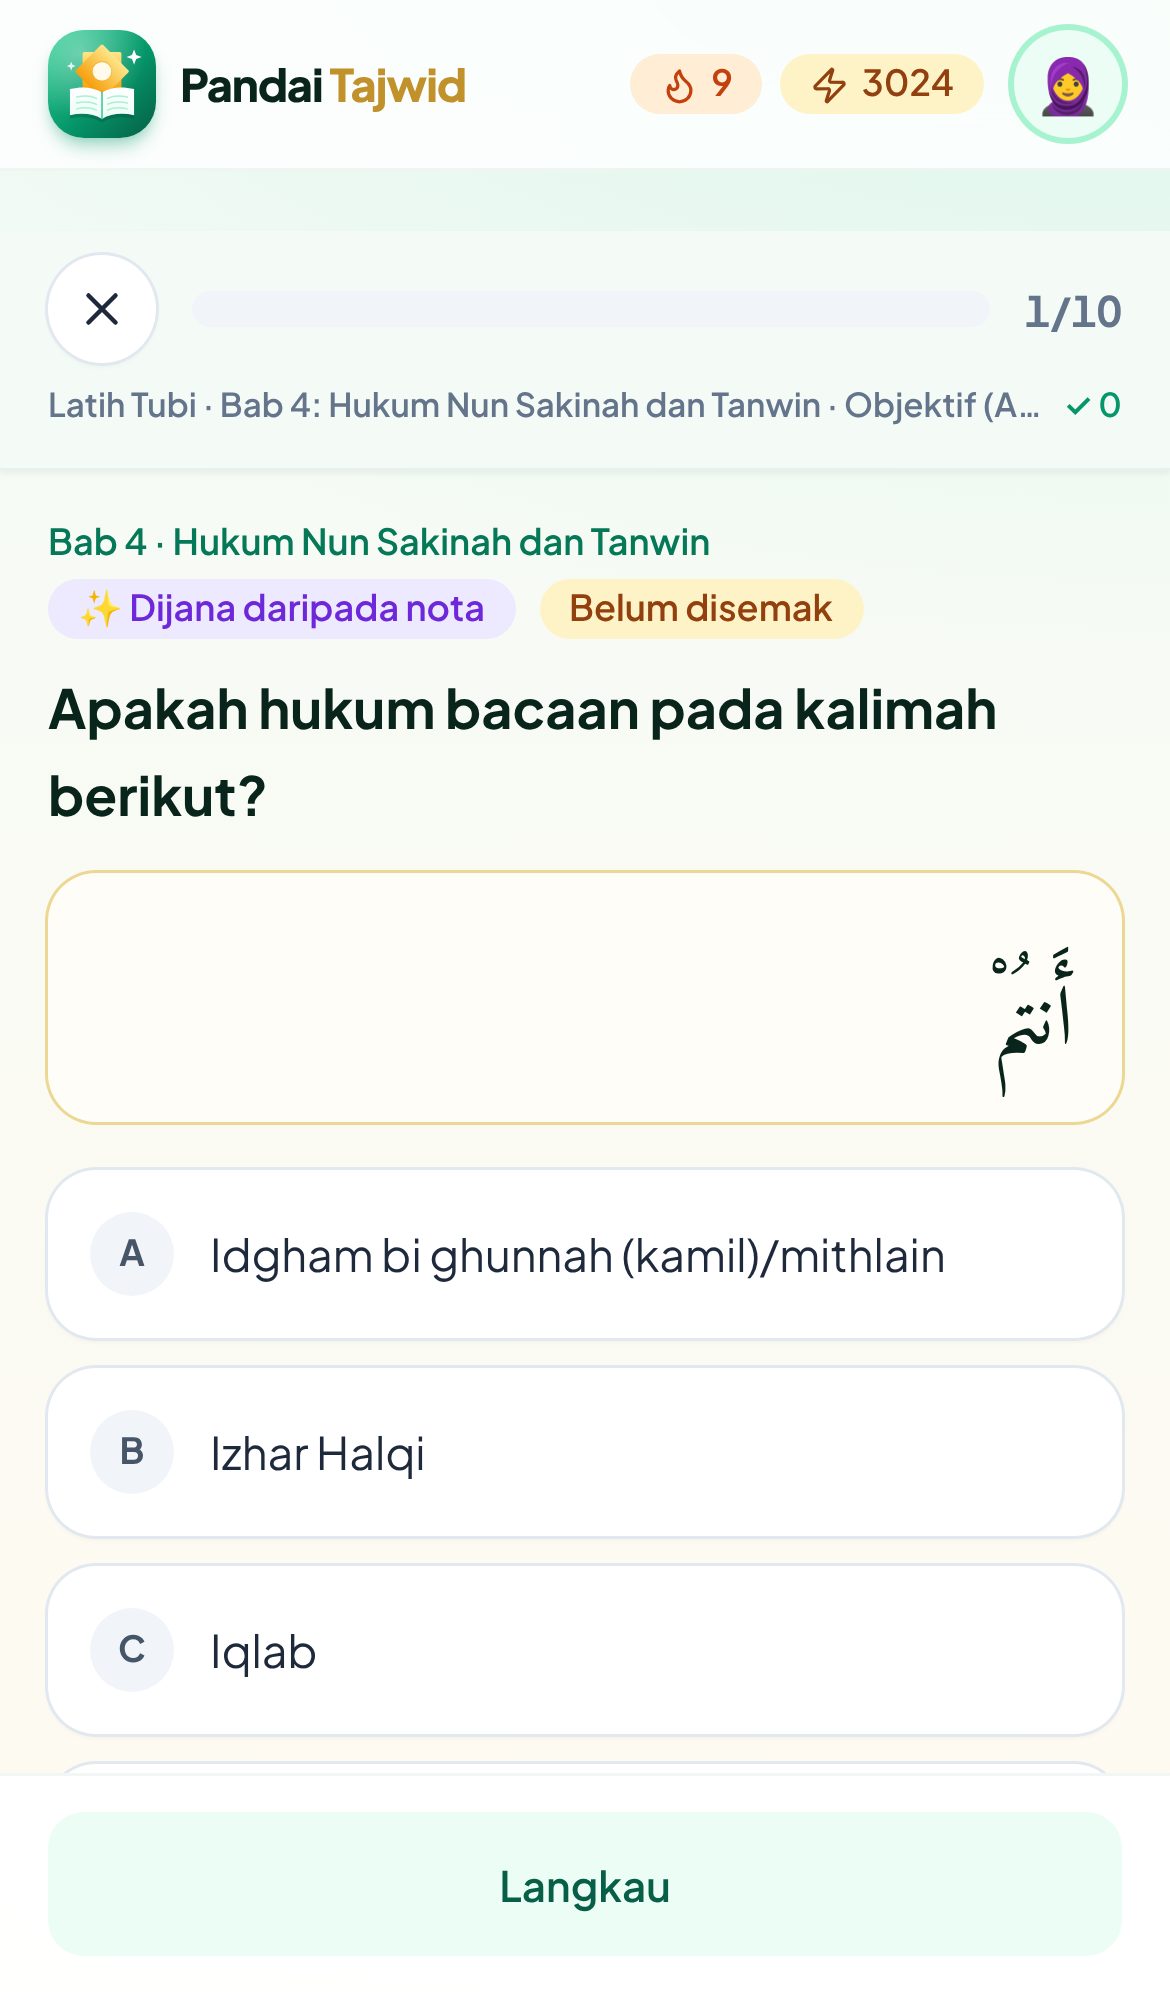 Pandai Tajwid
9
3024
1/10
Latih Tubi · Bab 4: Hukum Nun Sakinah dan Tanwin · Objektif (A...
0
Bab 4 · Hukum Nun Sakinah dan Tanwin
✨ Dijana daripada nota
Belum disemak
Apakah hukum bacaan pada kalimah
berikut?
أَنتُمْ
A
Idgham bi ghunnah (kamil)/mithlain
B
Izhar Halqi
C
Iqlab
Langkau